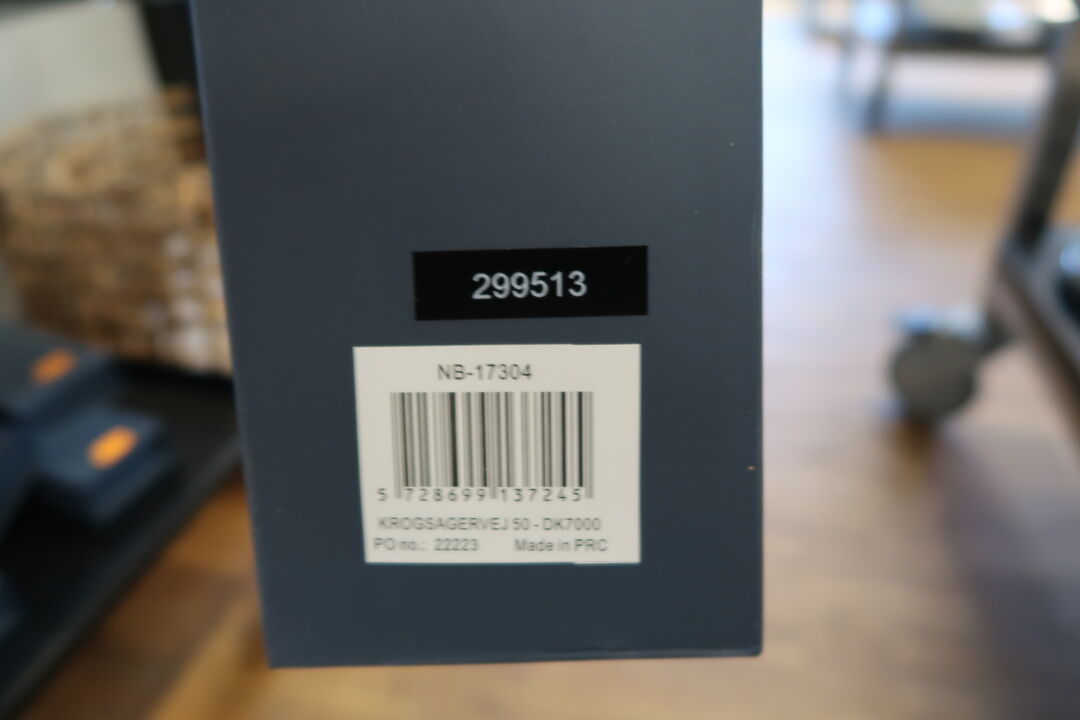 299513
NB-17304
5 728699 137245
KROGSAGERVEJ 50 - DK7000
PO no.: 22223 Made in PRC